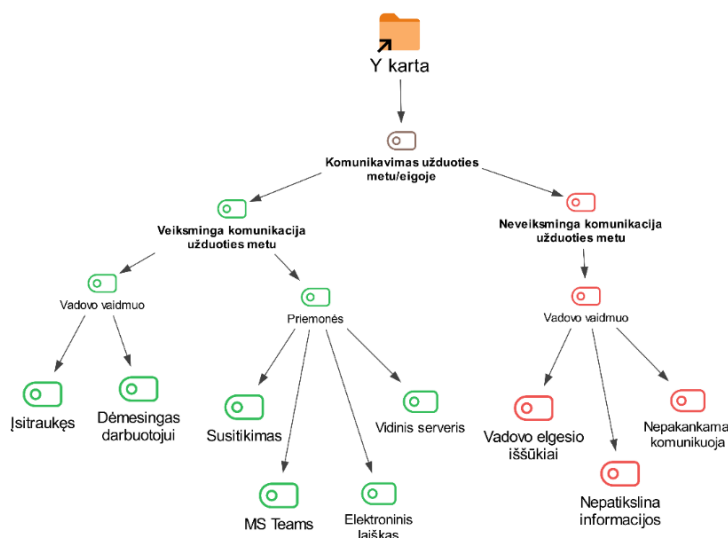 Y karta
Komunikavimas užduoties
metu/eigoje
Veiksminga komunikacija
užduoties metu
Neveiksminga komunikacija
užduoties metu
Vadovo vaidmuo
Priemonės
Vadovo vaidmuo
Įsitraukęs
Dėmesingas
darbuotojui
Susitikimas
Vidinis serveris
Vadovo elgesio
iššūkiai
Nepakankama
komunikuoja
MS Teams
Elektroninis
laiškas
Nepatikslina
informacijos